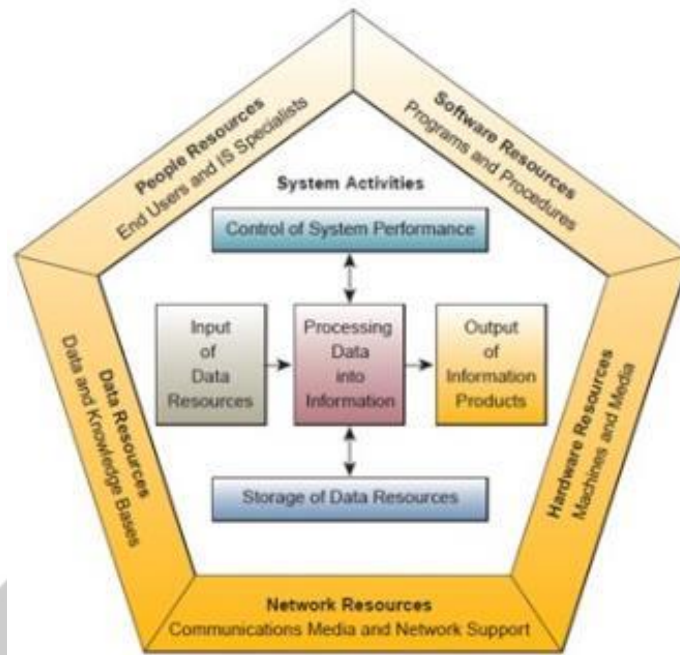 People Resources
End Users and IS Specialists
Software Resources
Programs and Procedures
System Activities
Control of System Performance
Input
of
Data
Resources
Processing
Data
into
Information
Output
of
Information
Products
Storage of Data Resources
Data Resources
Data and Knowledge Bases
Hardware Resources
Machines and Media
Network Resources
Communications Media and Network Support